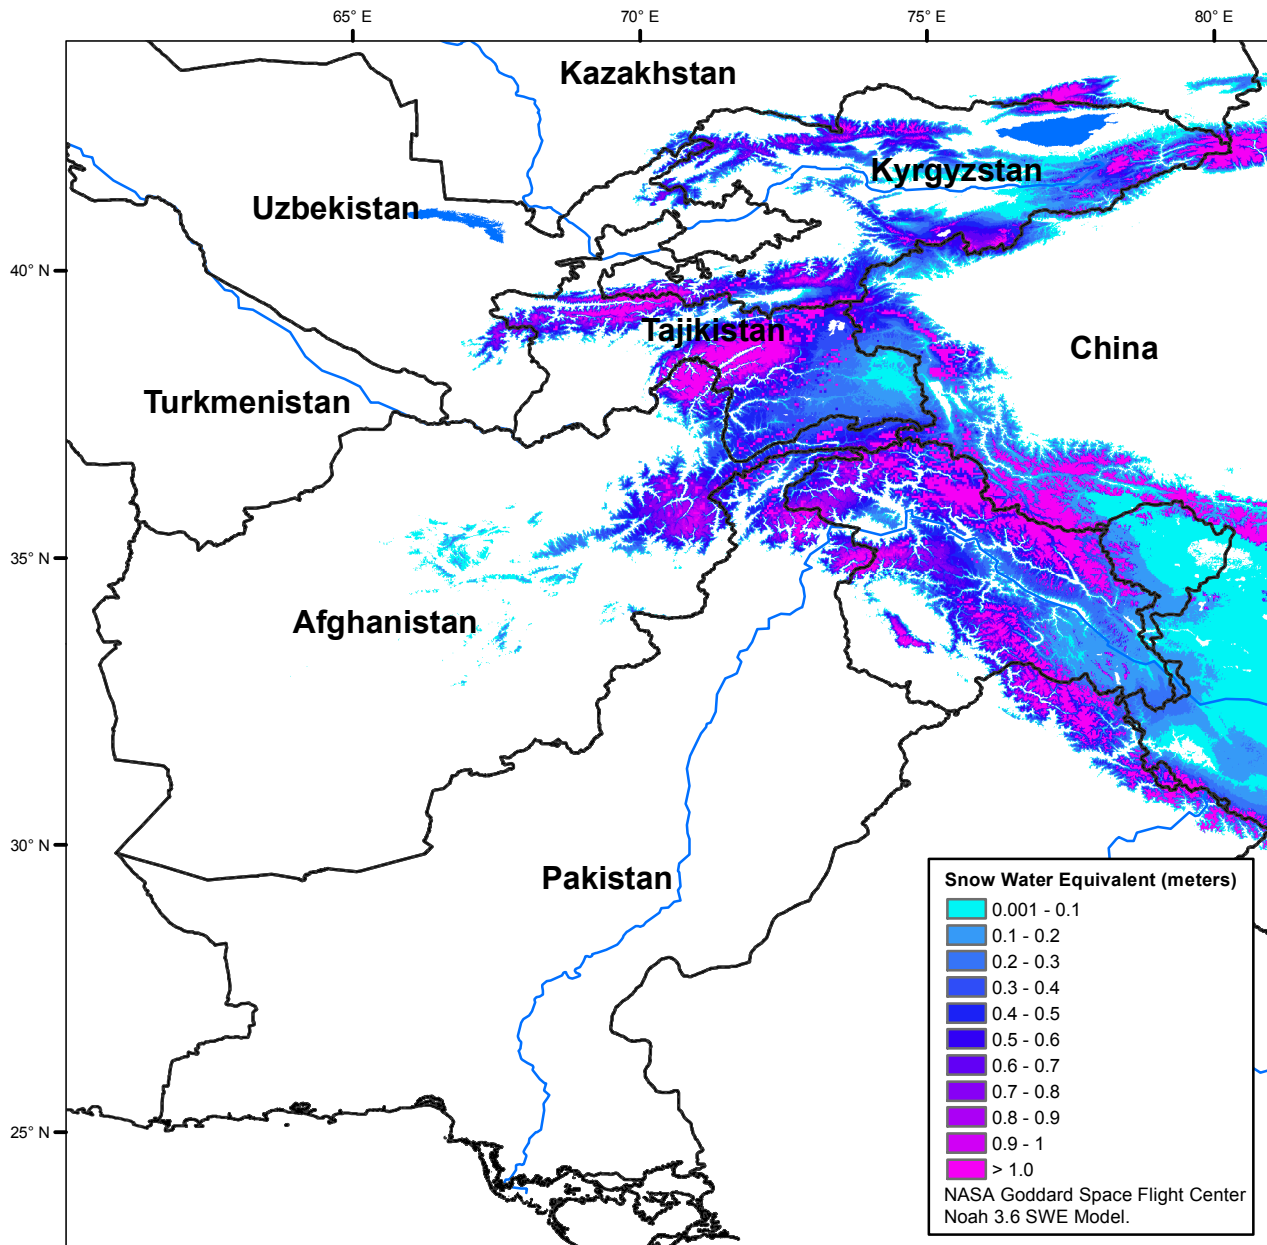 65° E
70° E
75° E
80° E
Kazakhstan
Kyrgyzstan
Uzbekistan
40° N
Tajikistan
China
Turkmenistan
35° N
Afghanistan
30° N
Pakistan
25° N
Snow Water Equivalent (meters)
0.001 - 0.1
0.1 - 0.2
0.2 - 0.3
0.3 - 0.4
0.4 - 0.5
0.5 - 0.6
0.6 - 0.7
0.7 - 0.8
0.8 - 0.9
0.9 - 1
> 1.0
NASA Goddard Space Flight Center
Noah 3.6 SWE Model.